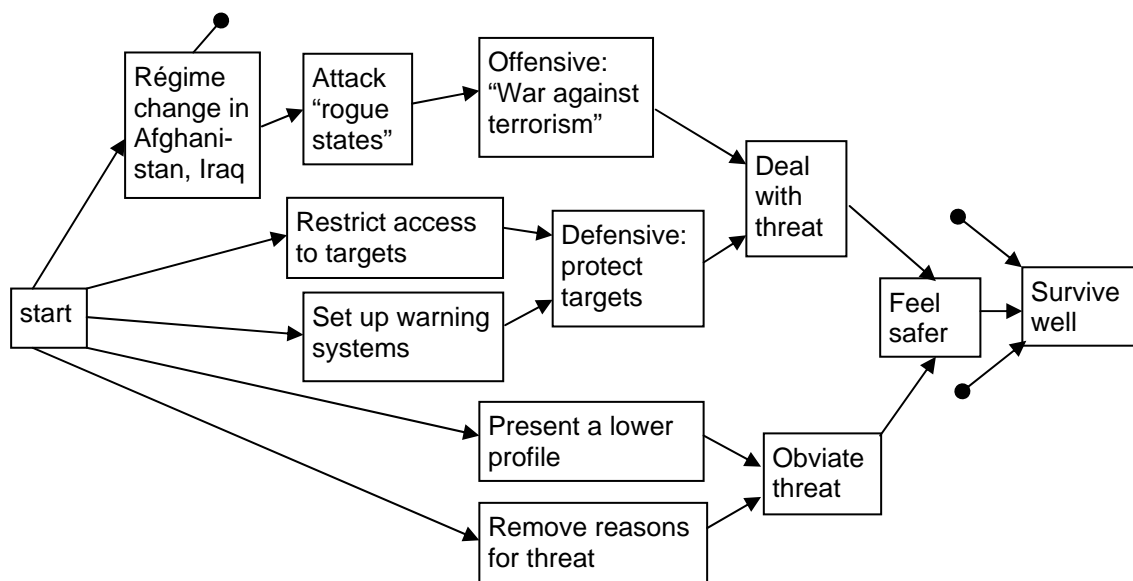 Régime
change in
Afghani-
stan, Iraq
Attack
“rogue
states”
Offensive:
“War against
terrorism”
Deal
with
threat
Restrict access
to targets
Defensive:
protect
targets
start
Set up warning
systems
Feel
safer
Survive
well
Present a lower
profile
Obviate
threat
Remove reasons
for threat